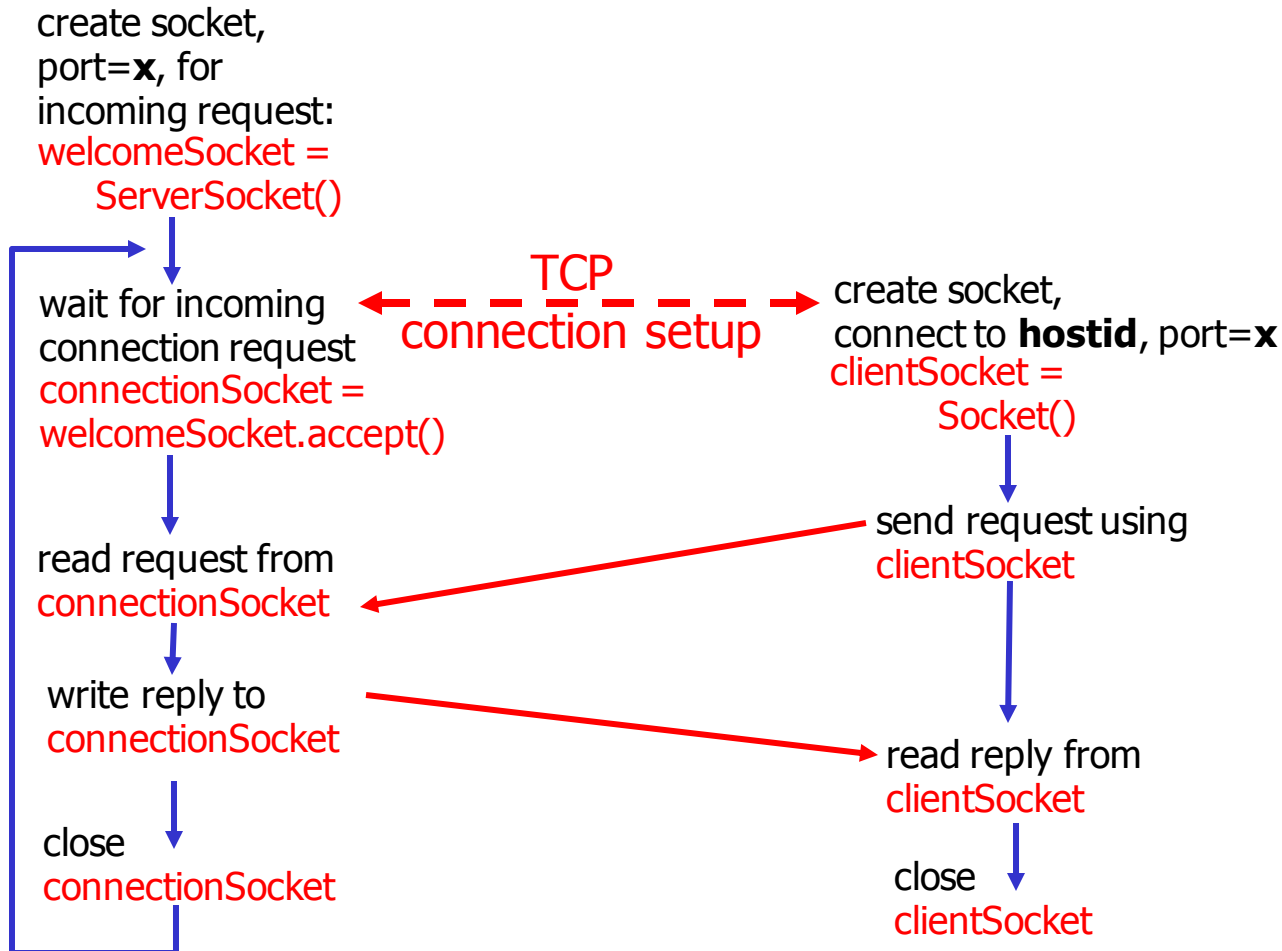 create socket,
port=x, for
incoming request:
welcomeSocket =
ServerSocket()
wait for incoming
connection request
connectionSocket =
welcomeSocket.accept()
TCP
connection setup
create socket,
connect to hostid, port=x
clientSocket =
Socket()
send request using
clientSocket
read request from
connectionSocket
write reply to
connectionSocket
read reply from
clientSocket
close
connectionSocket
close
clientSocket